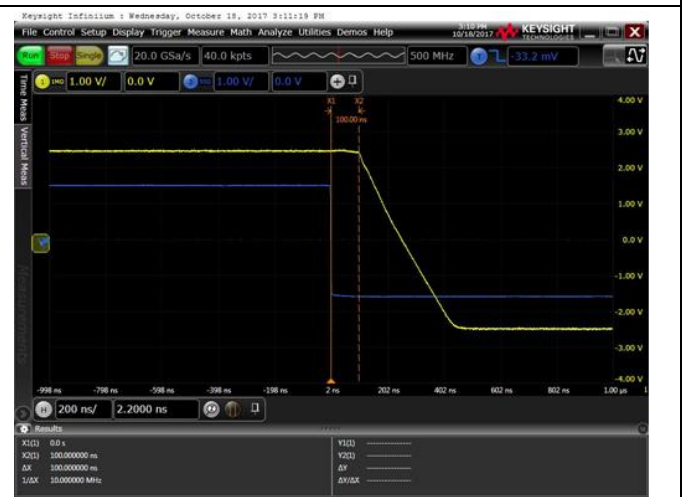 Keysight Infiniium : Wednesday, October 18, 2017 3:11:19 PM
File Control Setup Display Trigger Measure Math Analyze Utilities Demos Help
3:10 PM
10/18/2017
KEYSIGHT
TECHNOLOGIES
Run Stop Single 20.0 GSa/s 40.0 kpts 500 MHz -33.2 mV
1 1MΩ 1.00 V/ 0.0 V 1.00 V/ 0.0 V
Time Meas
Vertical Meas
Measurements
X1 X2
100.00 ns
4.00 V
3.00 V
2.00 V
1.00 V
0.0 V
-1.00 V
-2.00 V
-3.00 V
-4.00 V
-998 ns -798 ns -598 ns -398 ns -198 ns 2 ns 202 ns 402 ns 602 ns 802 ns 1.00 µs
H 200 ns/ 2.2000 ns
Results
X1(1) 0.0 s
X2(1) 100.000000 ns
ΔX 100.000000 ns
1/ΔX 10.000000 MHz
Y1(1)
Y2(1)
ΔY
ΔY/ΔX